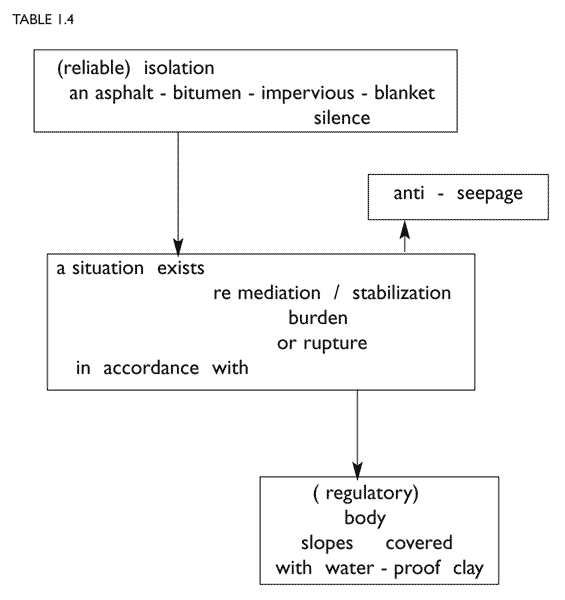 TABLE 1.4
(reliable) isolation
an asphalt - bitumen - impervious - blanket
silence
anti - seepage
a situation exists
re mediation / stabilization
burden
or rupture
in accordance with
( regulatory)
body
slopes covered
with water - proof clay